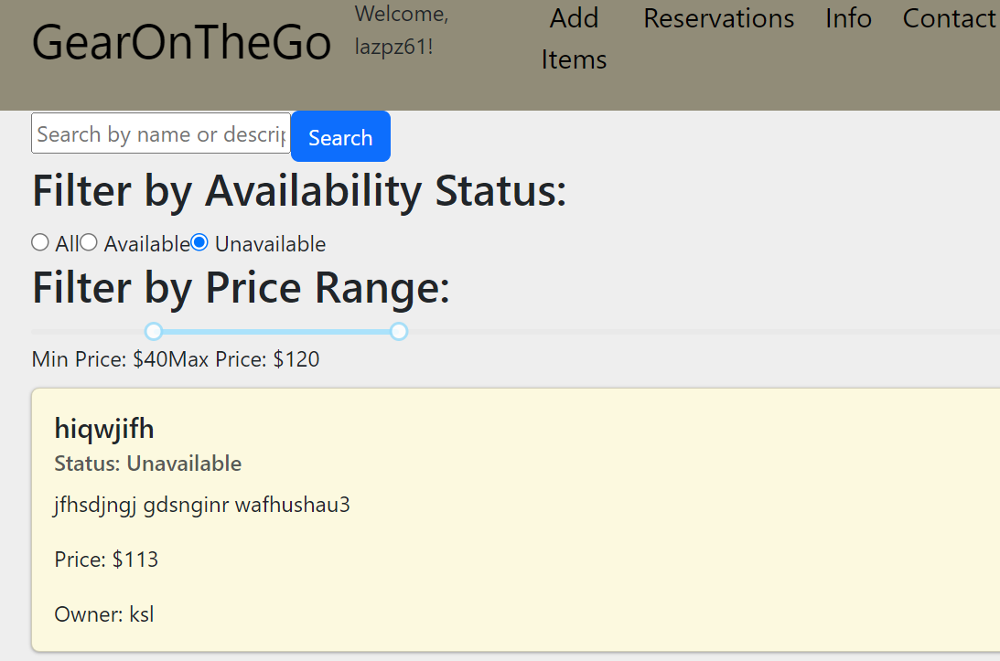 GearOnTheGo
Welcome,
lazpz61!
Add
Items
Reservations
Info
Contact
Search by name or descrip
Search
Filter by Availability Status:
All Available Unavailable
Filter by Price Range:
Min Price: $40Max Price: $120
hiqwjifh
Status: Unavailable
jfhsdjngj gdsnginr wafhushau3
Price: $113
Owner: ksl